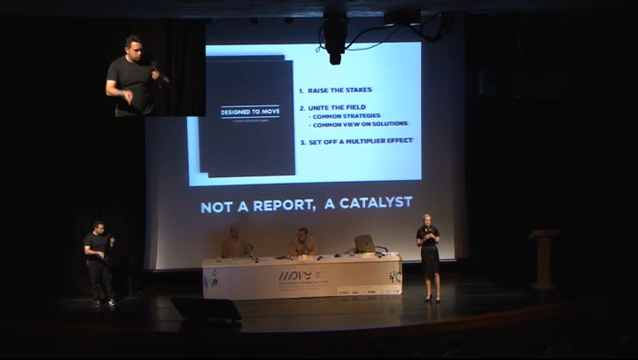 DESIGNED TO MOVE
1. RAISE THE STAKES
2. UNITE THE FIELD
- COMMON STRATEGIES
- COMMON VIEW ON SOLUTIONS
3. SET OFF A MULTIPLIER EFFECT
NOT A REPORT, A CATALYST
move